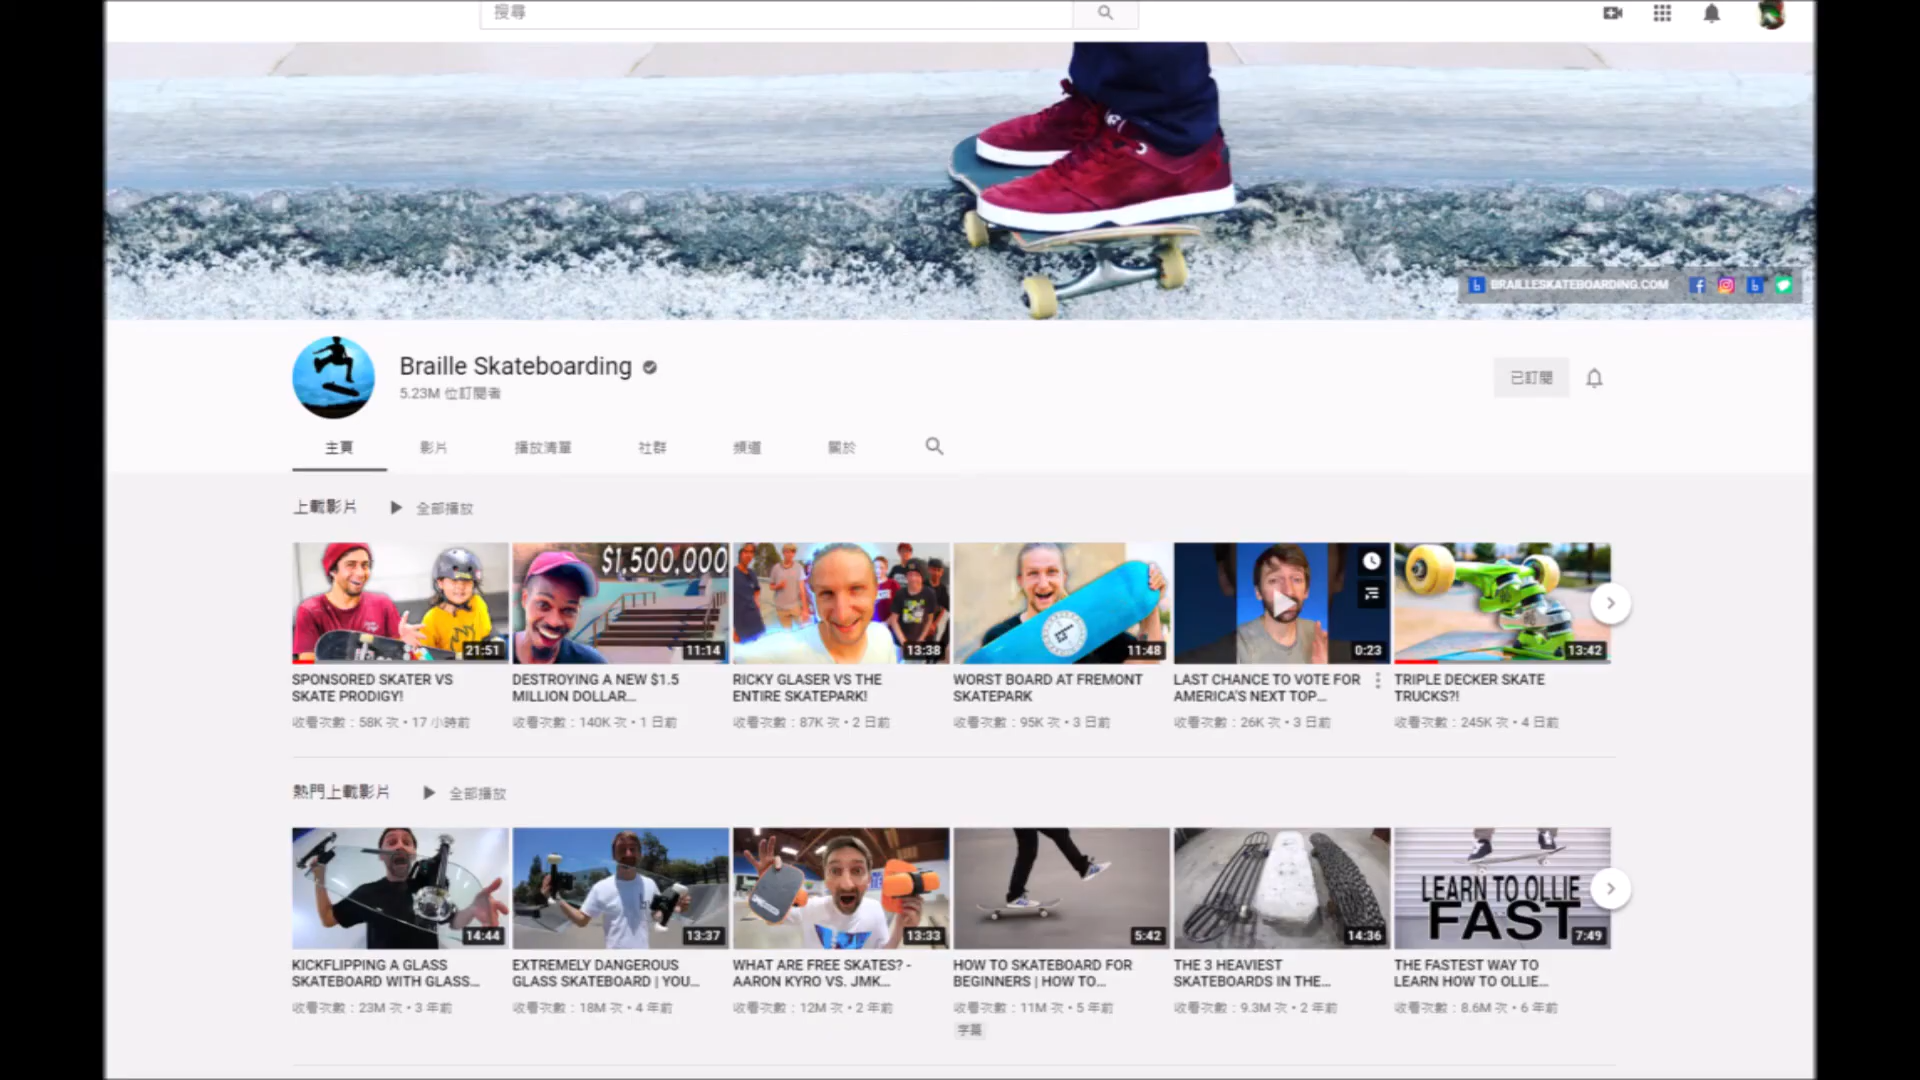 搜尋
BRAILLESKATEBOARDING.COM
Braille Skateboarding
5.23M 位訂閱者
已訂閱
主頁 影片 播放清單 社群 頻道 關於
上載影片 全部播放
$1,500,000
21:51 11:14 13:38 11:48 0:23 13:42
SPONSORED SKATER VS SKATE PRODIGY!
收看次數：58K 次 • 17 小時前
DESTROYING A NEW $1.5 MILLION DOLLAR...
收看次數：140K 次 • 1 日前
RICKY GLASER VS THE ENTIRE SKATEPARK!
收看次數：87K 次 • 2 日前
WORST BOARD AT FREMONT SKATEPARK
收看次數：95K 次 • 3 日前
LAST CHANCE TO VOTE FOR AMERICA'S NEXT TOP...
收看次數：26K 次 • 3 日前
TRIPLE DECKER SKATE TRUCKS?!
收看次數：245K 次 • 4 日前
熱門上載影片 全部播放
LEARN TO OLLIE
FAST
14:44 13:37 13:33 5:42 14:36 7:49
KICKFLIPPING A GLASS SKATEBOARD WITH GLASS...
收看次數：23M 次 • 3 年前
EXTREMELY DANGEROUS GLASS SKATEBOARD | YOU...
收看次數：18M 次 • 4 年前
WHAT ARE FREE SKATES? - AARON KYRO VS. JMK...
收看次數：12M 次 • 2 年前
HOW TO SKATEBOARD FOR BEGINNERS | HOW TO...
收看次數：11M 次 • 5 年前
字幕
THE 3 HEAVIEST SKATEBOARDS IN THE...
收看次數：9.3M 次 • 2 年前
THE FASTEST WAY TO LEARN HOW TO OLLIE...
收看次數：8.6M 次 • 6 年前